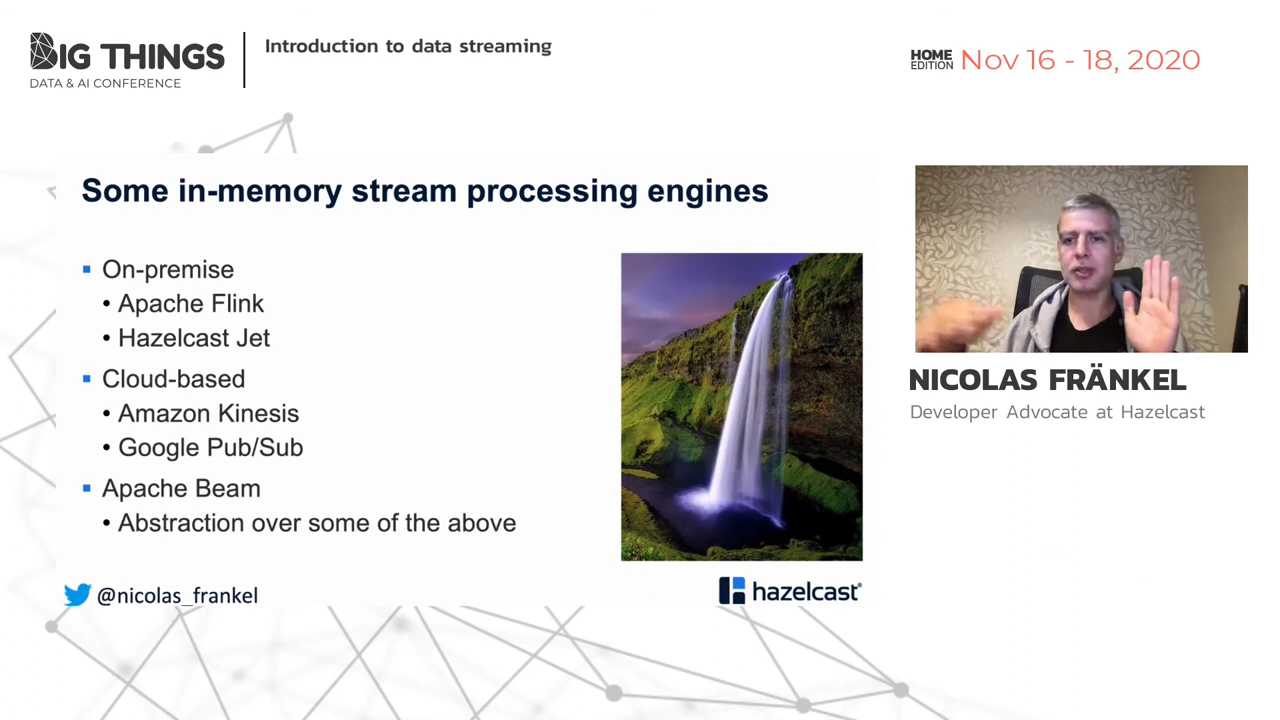 BIG THINGS
DATA & AI CONFERENCE
Introduction to data streaming
HOME
EDITION
Nov 16 - 18, 2020
Some in-memory stream processing engines
▪ On-premise
• Apache Flink
• Hazelcast Jet
▪ Cloud-based
• Amazon Kinesis
• Google Pub/Sub
▪ Apache Beam
• Abstraction over some of the above
@nicolas_frankel
hazelcast
NICOLAS FRÄNKEL
Developer Advocate at Hazelcast